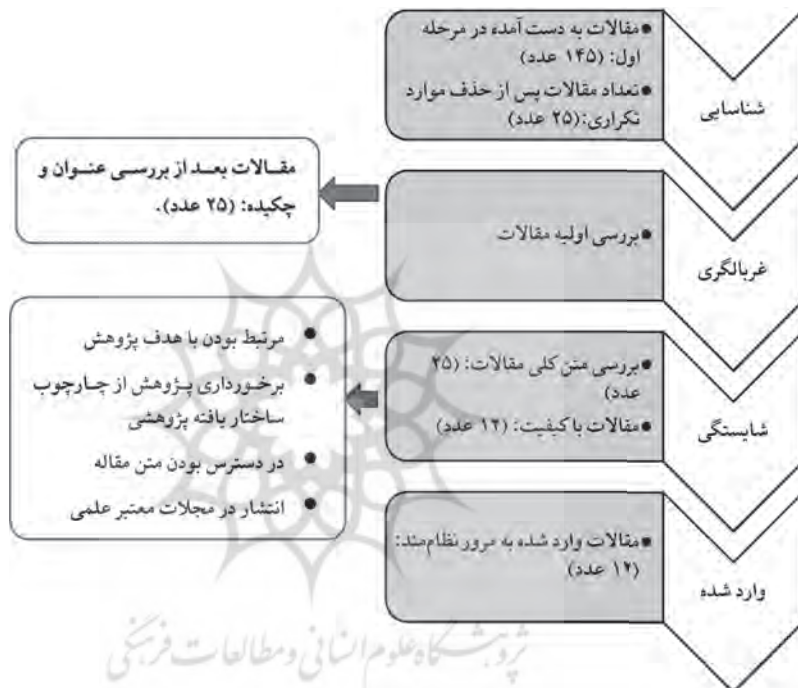 مقالات به دست آمده در مرحله
اول: (۱۴۵ عدد)
تعداد مقالات پس از حذف موارد
تکراری:(۲۵ عدد)
شناسایی
مقالات بعد از بررسی عنوان و
چکیده: (۲۵ عدد).
بررسی اولیه مقالات
غربالگری
مرتبط بودن با هدف پژوهش
برخورداری پژوهش از چارچوب
ساختار یافته پژوهشی
در دسترس بودن متن مقاله
انتشار در مجلات معتبر علمی
بررسی متن کلی مقالات: (۲۵
عدد)
مقالات با کیفیت: (۱۲ عدد)
شایستگی
مقالات وارد شده به مرور نظام‌مند:
(۱۲ عدد)
وارد شده
پژوهشگاه علوم انسانی و مطالعات فرهنگی